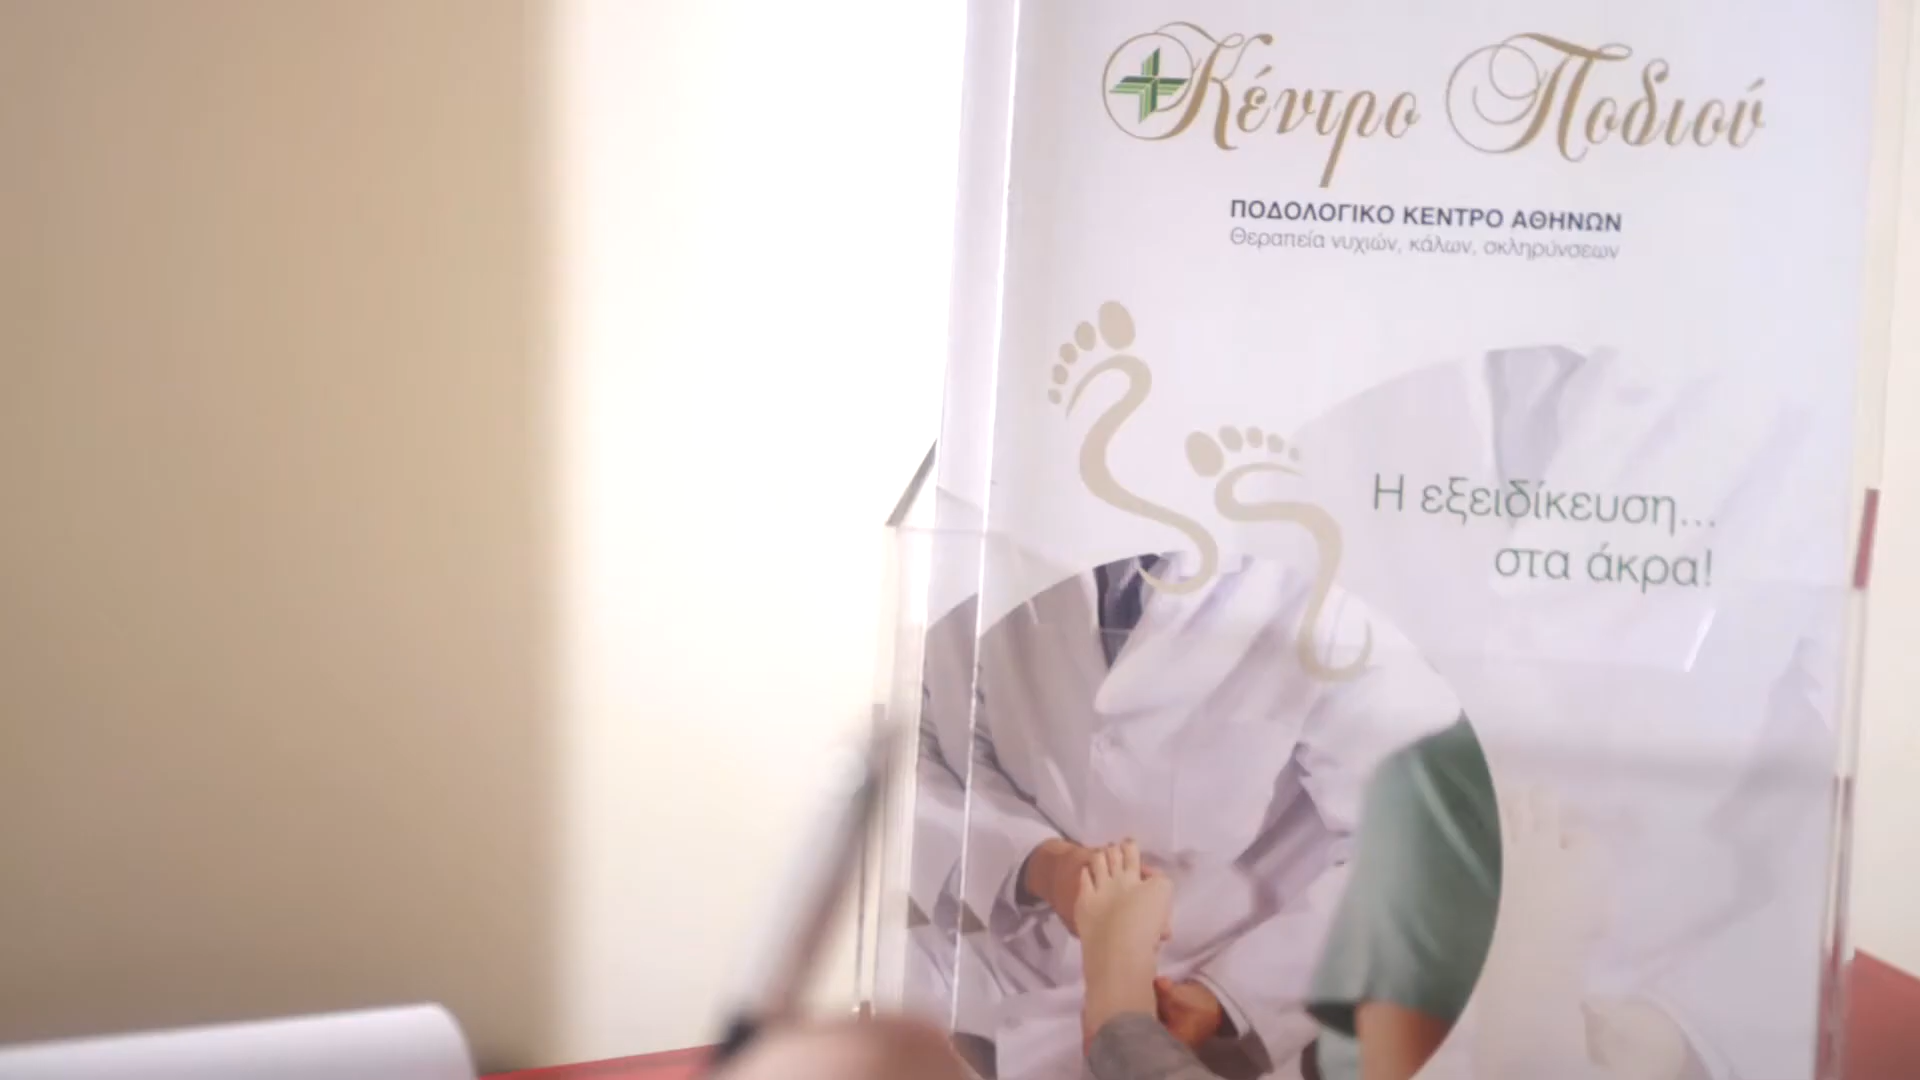 Κέντρο Ποδιού
ΠΟΔΟΛΟΓΙΚΟ ΚΕΝΤΡΟ ΑΘΗΝΩΝ
Θεραπεία νυχιών, κάλων, σκληρύνσεων
Η εξειδίκευση...
στα άκρα!